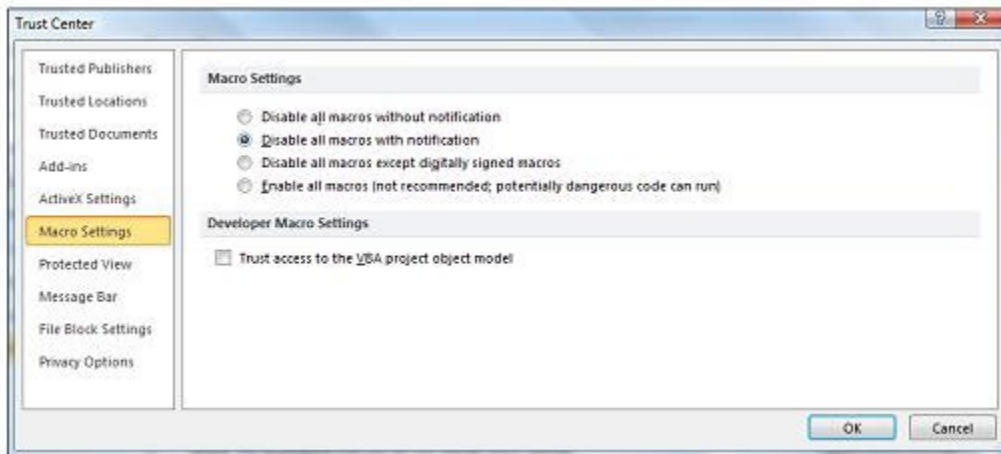 Trust Center
Trusted Publishers
Trusted Locations
Trusted Documents
Add-ins
ActiveX Settings
Macro Settings
Protected View
Message Bar
File Block Settings
Privacy Options
Macro Settings
Disable all macros without notification
Disable all macros with notification
Disable all macros except digitally signed macros
Enable all macros (not recommended; potentially dangerous code can run)
Developer Macro Settings
Trust access to the VBA project object model
OK
Cancel